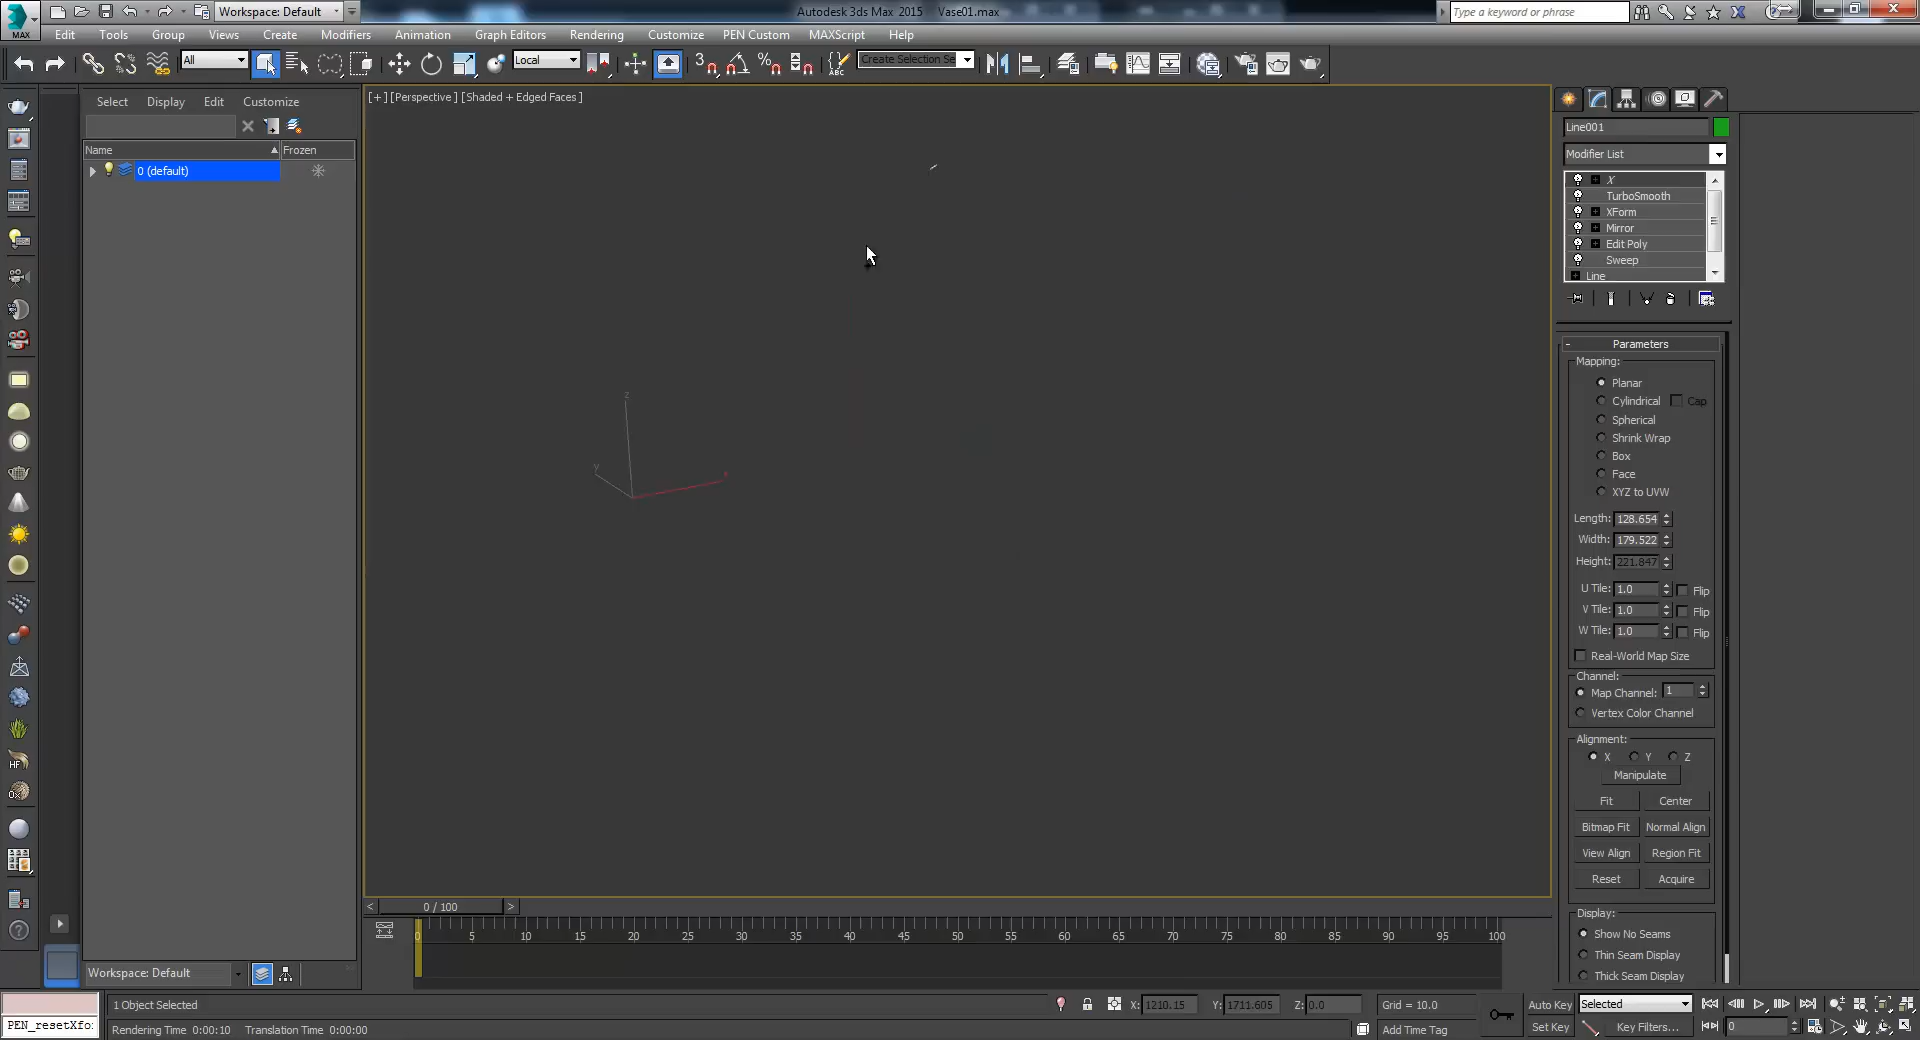 Workspace: Default
Autodesk 3ds Max 2015    Vase01.max
Type a keyword or phrase
MAX
Edit Tools Group Views Create Modifiers Animation Graph Editors Rendering Customize PEN Custom MAXScript Help
All
Local
3
%
ABC
Create Selection Se
Select Display Edit Customize
Name Frozen
0 (default)
[+] [Perspective ] [Shaded + Edged Faces ]
z
y
Line001
Modifier List
X
TurboSmooth
XForm
Mirror
Edit Poly
Sweep
Line
- Parameters
Mapping:
Planar
Cylindrical Cap
Spherical
Shrink Wrap
Box
Face
XYZ to UVW
Length: 128.654
Width: 179.522
Height: 221.847
U Tile: 1.0 Flip
V Tile: 1.0 Flip
W Tile: 1.0 Flip
Real-World Map Size
Channel:
Map Channel: 1
Vertex Color Channel
Alignment:
X Y Z
Manipulate
Fit Center
Bitmap Fit Normal Align
View Align Region Fit
Reset Acquire
Display:
Show No Seams
Thin Seam Display
Thick Seam Display
HF
< 0 / 100 >
0 5 10 15 20 25 30 35 40 45 50 55 60 65 70 75 80 85 90 95 100
Workspace: Default
1 Object Selected
X: 1210.15 Y: 1711.605 Z: 0.0 Grid = 10.0
Auto Key Selected
PEN_resetXfo
Rendering Time 0:00:10 Translation Time 0:00:00
Add Time Tag
Set Key Key Filters...
0